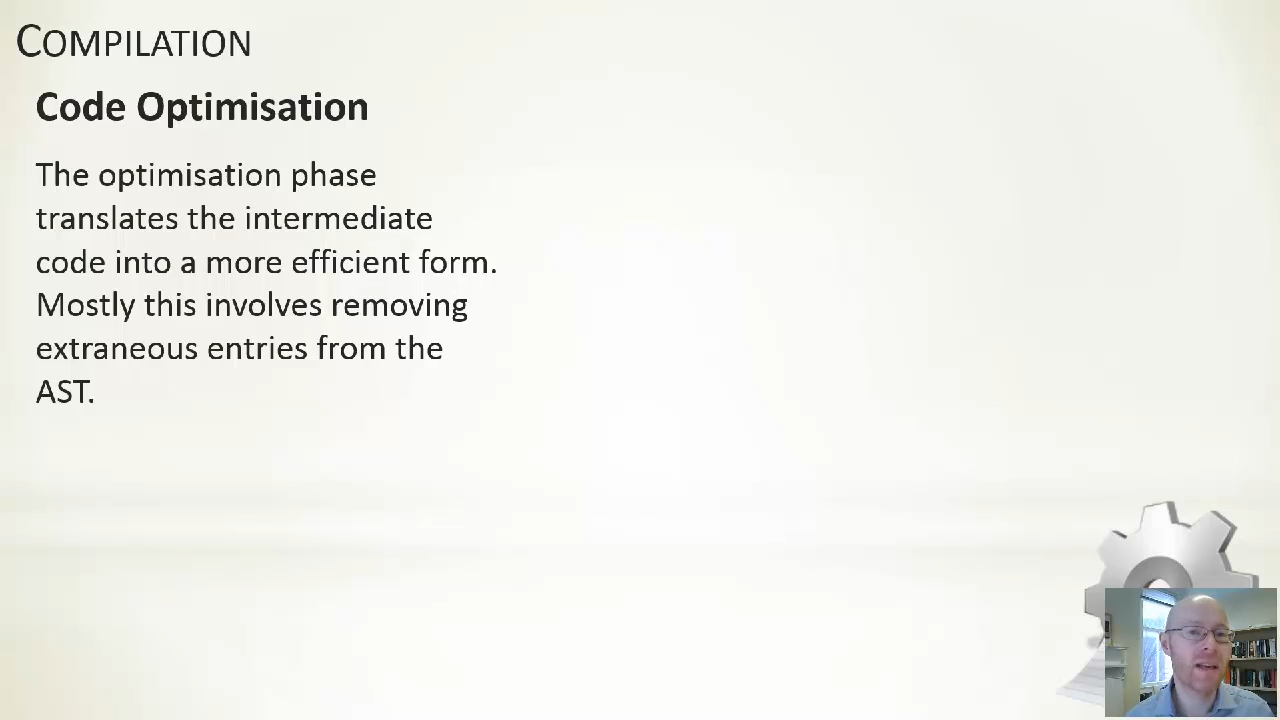 COMPILATION
Code Optimisation
The optimisation phase
translates the intermediate
code into a more efficient form.
Mostly this involves removing
extraneous entries from the
AST.